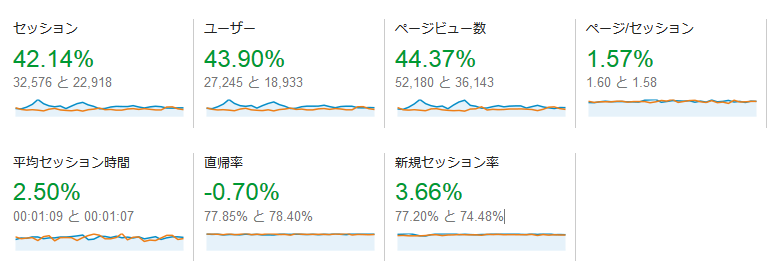 セッション
42.14%
32,576 と 22,918
ユーザー
43.90%
27,245 と 18,933
ページビュー数
44.37%
52,180 と 36,143
ページ/セッション
1.57%
1.60 と 1.58
平均セッション時間
2.50%
00:01:09 と 00:01:07
直帰率
-0.70%
77.85% と 78.40%
新規セッション率
3.66%
77.20% と 74.48%